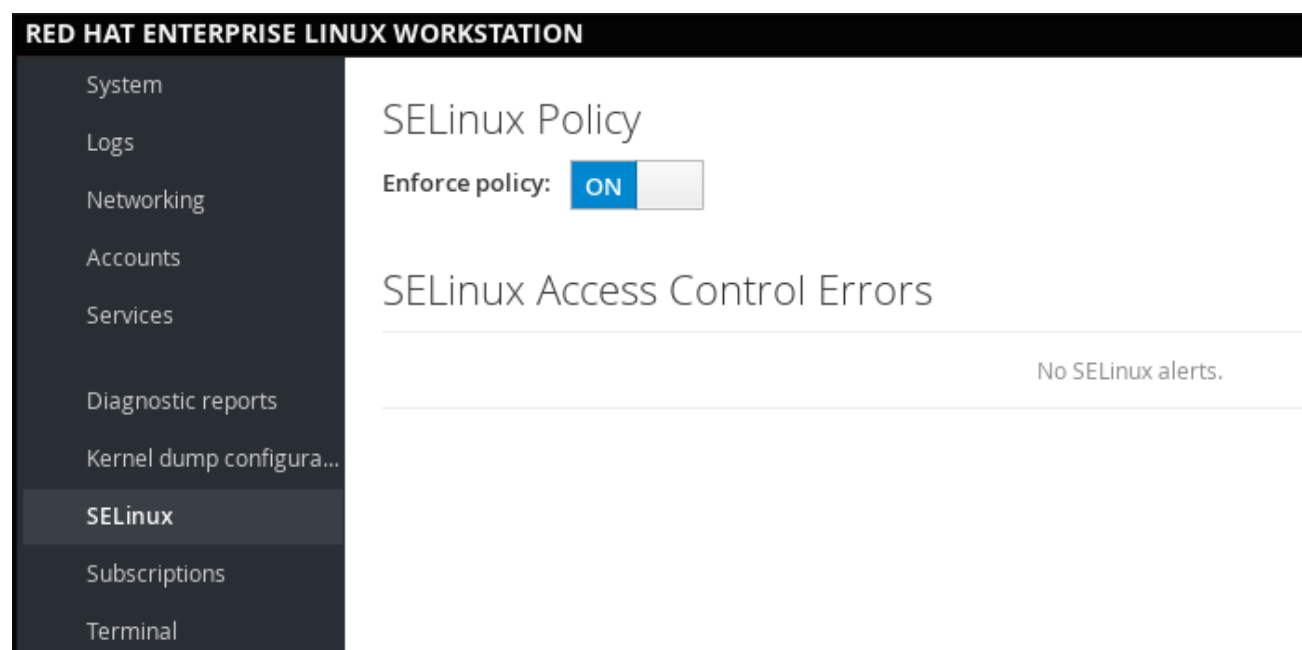 RED HAT ENTERPRISE LINUX WORKSTATION
System
Logs
Networking
Accounts
Services
Diagnostic reports
Kernel dump configura...
SELinux
Subscriptions
Terminal
SELinux Policy
Enforce policy: ON
SELinux Access Control Errors
No SELinux alerts.